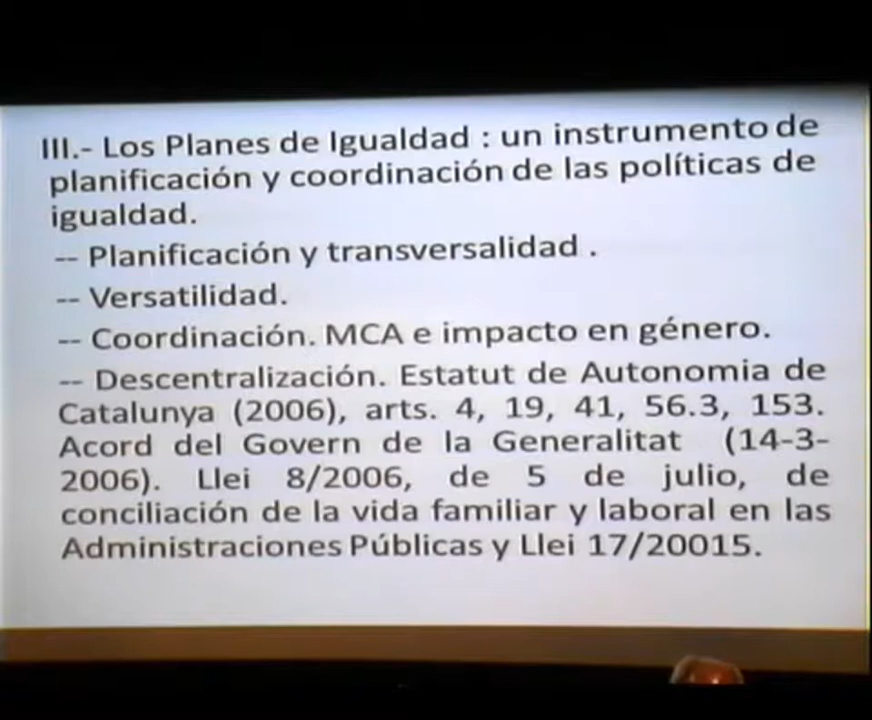 III.- Los Planes de Igualdad : un instrumento de
planificación y coordinación de las políticas de
igualdad.
-- Planificación y transversalidad .
-- Versatilidad.
-- Coordinación. MCA e impacto en género.
-- Descentralización. Estatut de Autonomia de
Catalunya (2006), arts. 4, 19, 41, 56.3, 153.
Acord del Govern de la Generalitat (14-3-
2006). Llei 8/2006, de 5 de julio, de
conciliación de la vida familiar y laboral en las
Administraciones Públicas y Llei 17/20015.